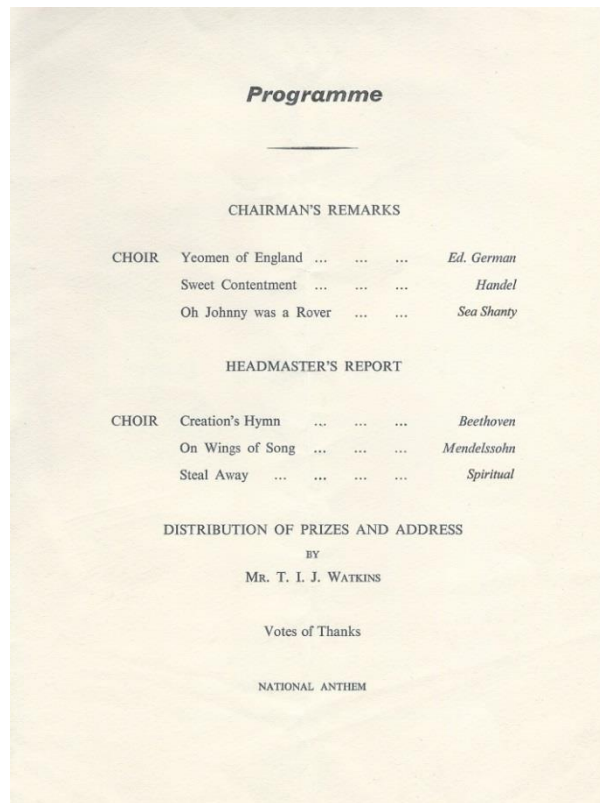 Programme
CHAIRMAN'S REMARKS
CHOIR Yeomen of England ... ... ... Ed. German
Sweet Contentment ... ... ... Handel
Oh Johnny was a Rover ... ... Sea Shanty
HEADMASTER'S REPORT
CHOIR Creation's Hymn ... ... ... Beethoven
On Wings of Song ... ... ... Mendelssohn
Steal Away ... ... ... ... Spiritual
DISTRIBUTION OF PRIZES AND ADDRESS
BY
MR. T. I. J. WATKINS
Votes of Thanks
NATIONAL ANTHEM